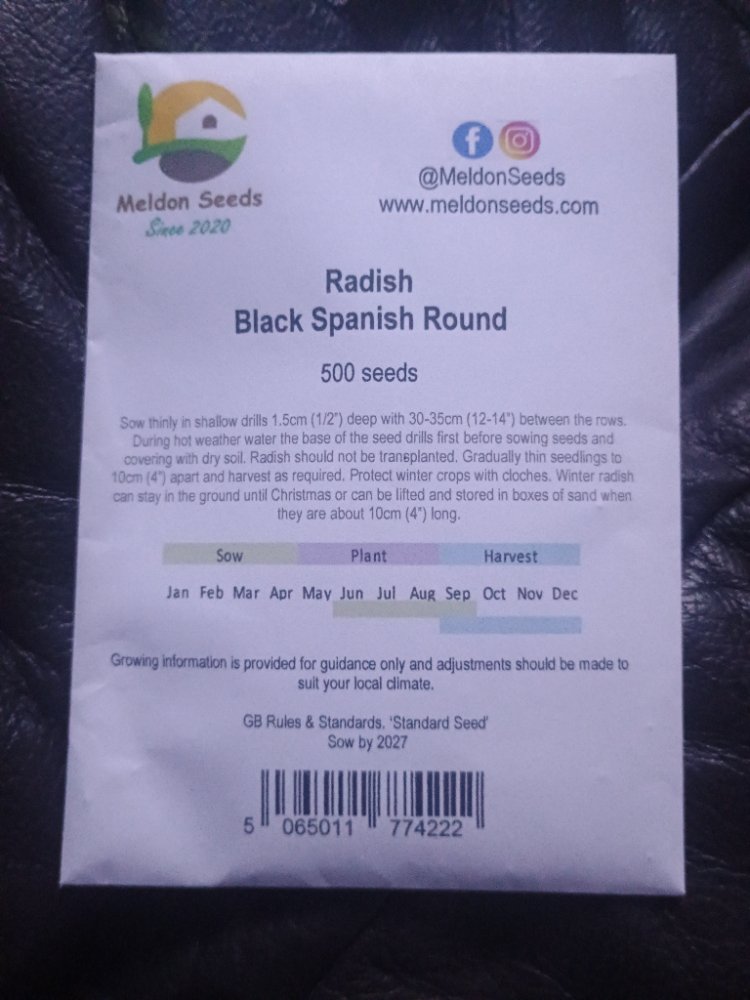 Meldon Seeds
Since 2020
@MeldonSeeds
www.meldonseeds.com
Radish
Black Spanish Round
500 seeds
Sow thinly in shallow drills 1.5cm (1/2") deep with 30-35cm (12-14") between the rows.
During hot weather water the base of the seed drills first before sowing seeds and
covering with dry soil. Radish should not be transplanted. Gradually thin seedlings to
10cm (4") apart and harvest as required. Protect winter crops with cloches. Winter radish
can stay in the ground until Christmas or can be lifted and stored in boxes of sand when
they are about 10cm (4") long.
Sow Plant Harvest
Jan Feb Mar Apr May Jun Jul Aug Sep Oct Nov Dec
Growing information is provided for guidance only and adjustments should be made to
suit your local climate.
GB Rules & Standards. 'Standard Seed'
Sow by 2027
5 065011 774222